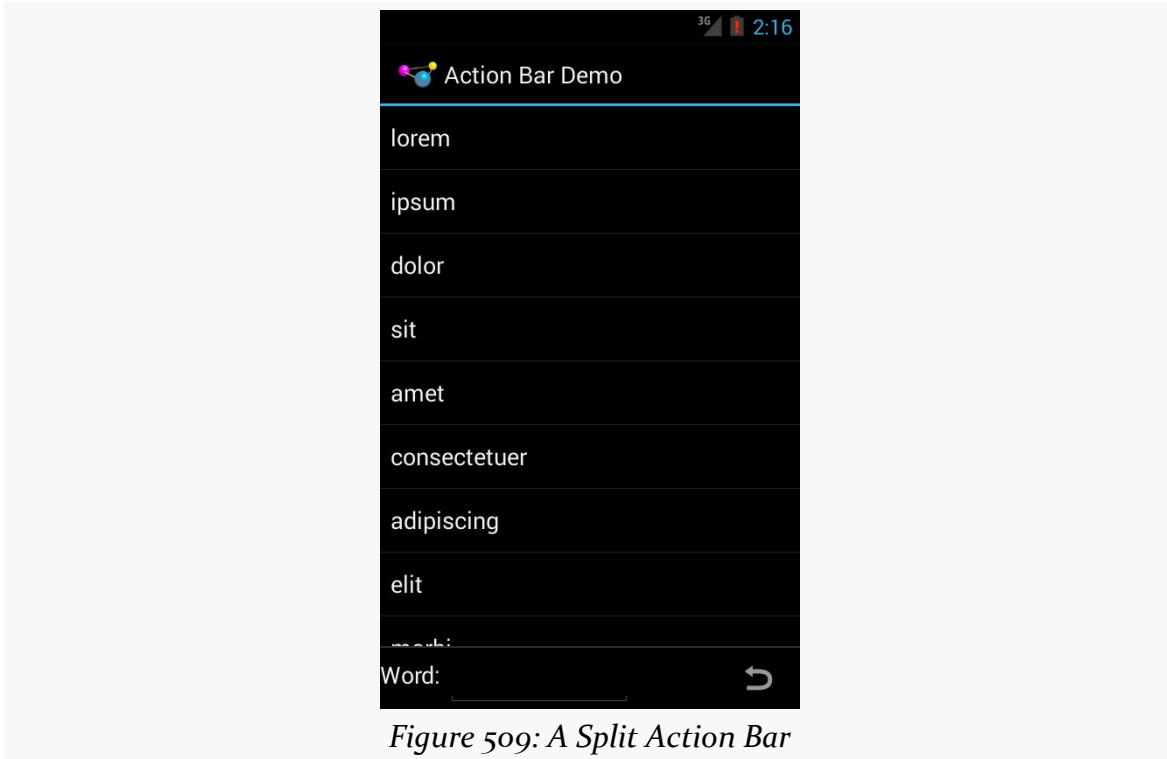 3G 2:16
Action Bar Demo
lorem
ipsum
dolor
sit
amet
consectetuer
adipiscing
elit
morbi
Word:
Figure 509: A Split Action Bar